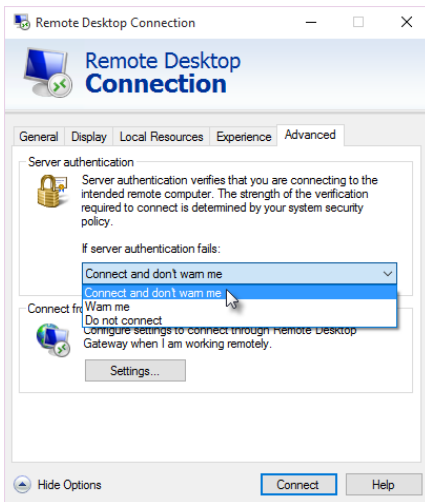 Remote Desktop Connection
Remote Desktop
Connection
General Display Local Resources Experience Advanced
Server authentication
Server authentication verifies that you are connecting to the
intended remote computer. The strength of the verification
required to connect is determined by your system security
policy.
If server authentication fails:
Connect and don't warn me
Connect and don't warn me
Warn me
Do not connect
Connect fro
Configure settings to connect through Remote Desktop
Gateway when I am working remotely.
Settings...
Hide Options Connect Help